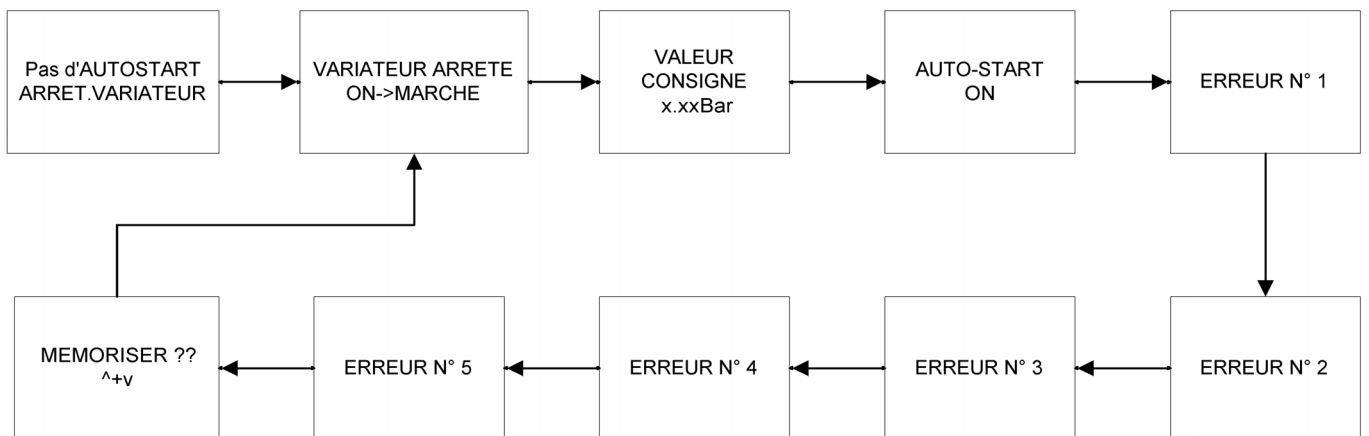 Pas d'AUTOSTART
ARRET.VARIATEUR
VARIATEUR ARRETE
ON->MARCHE
VALEUR
CONSIGNE
x.xxBar
AUTO-START
ON
ERREUR N° 1
MEMORISER ??
^+v
ERREUR N° 5
ERREUR N° 4
ERREUR N° 3
ERREUR N° 2